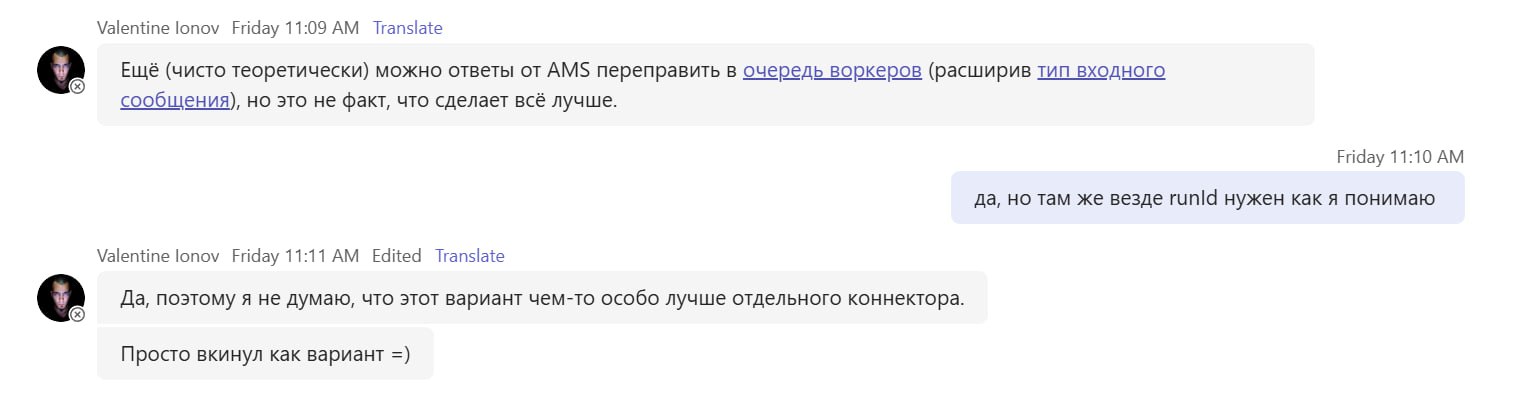 Valentine Ionov Friday 11:09 AM Translate
Ещё (чисто теоретически) можно ответы от AMS переправить в очередь воркеров (расширив тип входного
сообщения), но это не факт, что сделает всё лучше.
Friday 11:10 AM
да, но там же везде runId нужен как я понимаю
Valentine Ionov Friday 11:11 AM Edited Translate
Да, поэтому я не думаю, что этот вариант чем-то особо лучше отдельного коннектора.
Просто вкинул как вариант =)